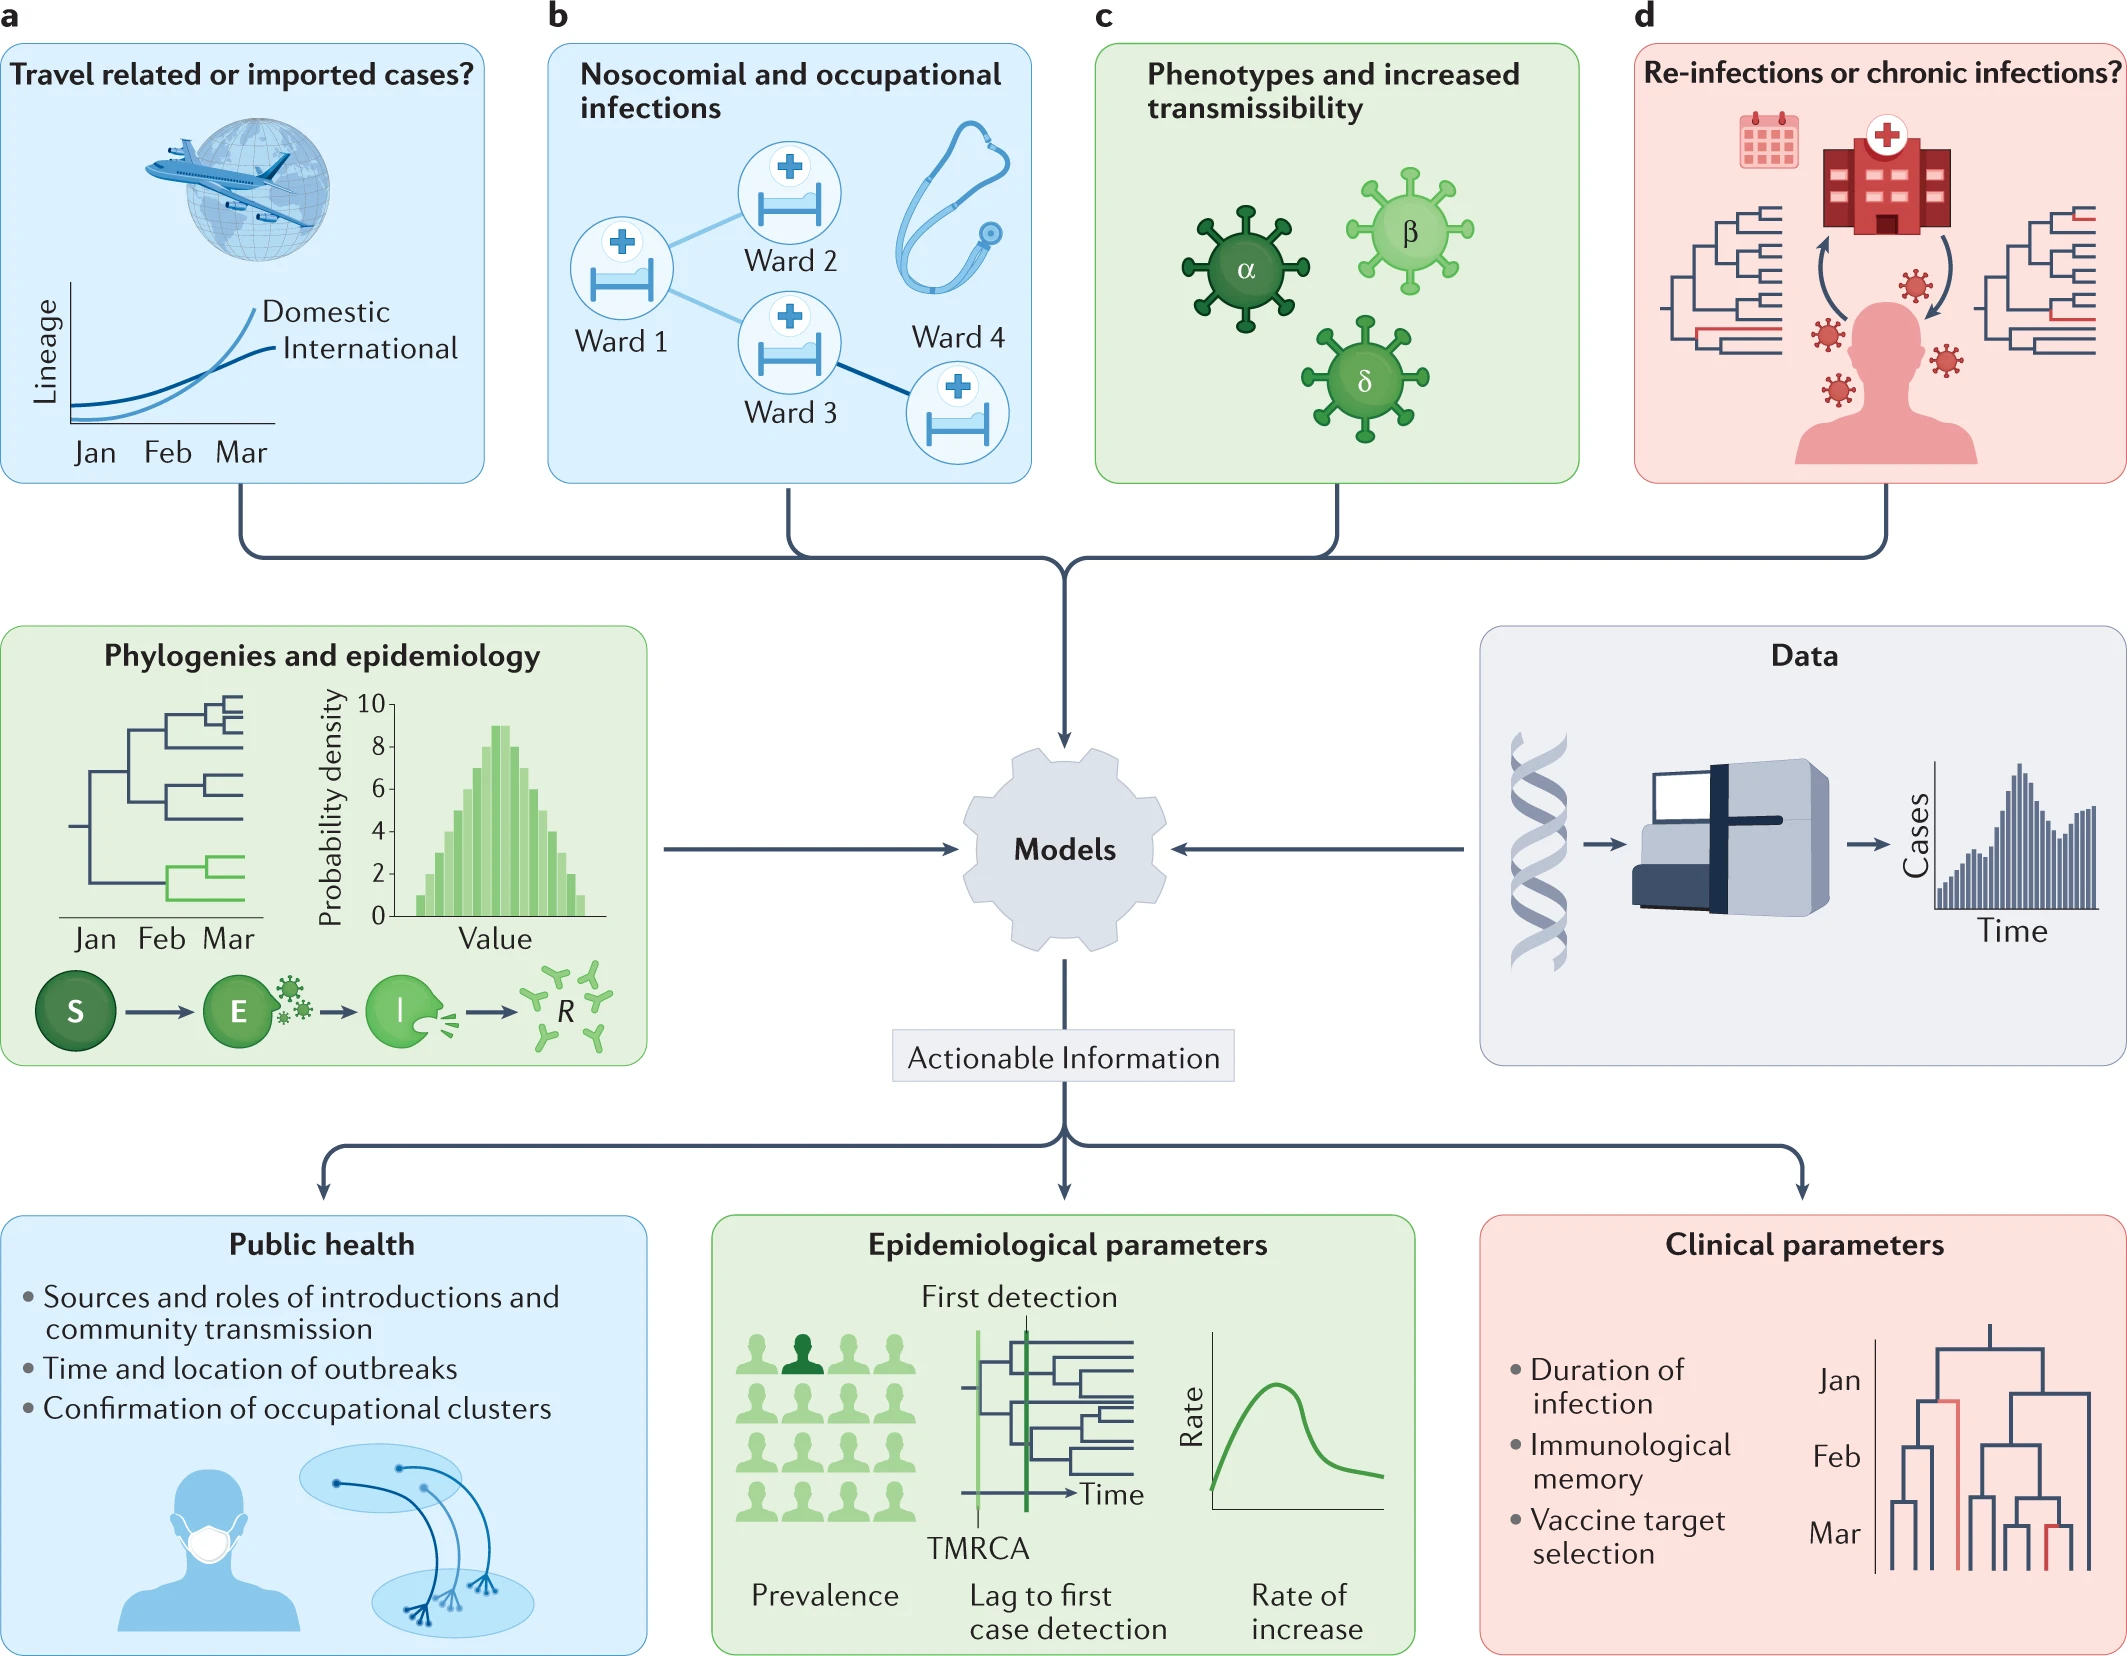 a
Travel related or imported cases?
Lineage
Domestic
International
Jan Feb Mar
b
Nosocomial and occupational
infections
Ward 1
Ward 2
Ward 3
Ward 4
c
Phenotypes and increased
transmissibility
α
β
δ
d
Re-infections or chronic infections?
Phylogenies and epidemiology
Jan Feb Mar
Probability density
10
8
6
4
2
0
Value
S E I R
Models
Data
Cases
Time
Actionable Information
Public health
• Sources and roles of introductions and
community transmission
• Time and location of outbreaks
• Confirmation of occupational clusters
Epidemiological parameters
First detection
Time
TMRCA
Rate
Prevalence
Lag to first
case detection
Rate of
increase
Clinical parameters
• Duration of
infection
• Immunological
memory
• Vaccine target
selection
Jan
Feb
Mar